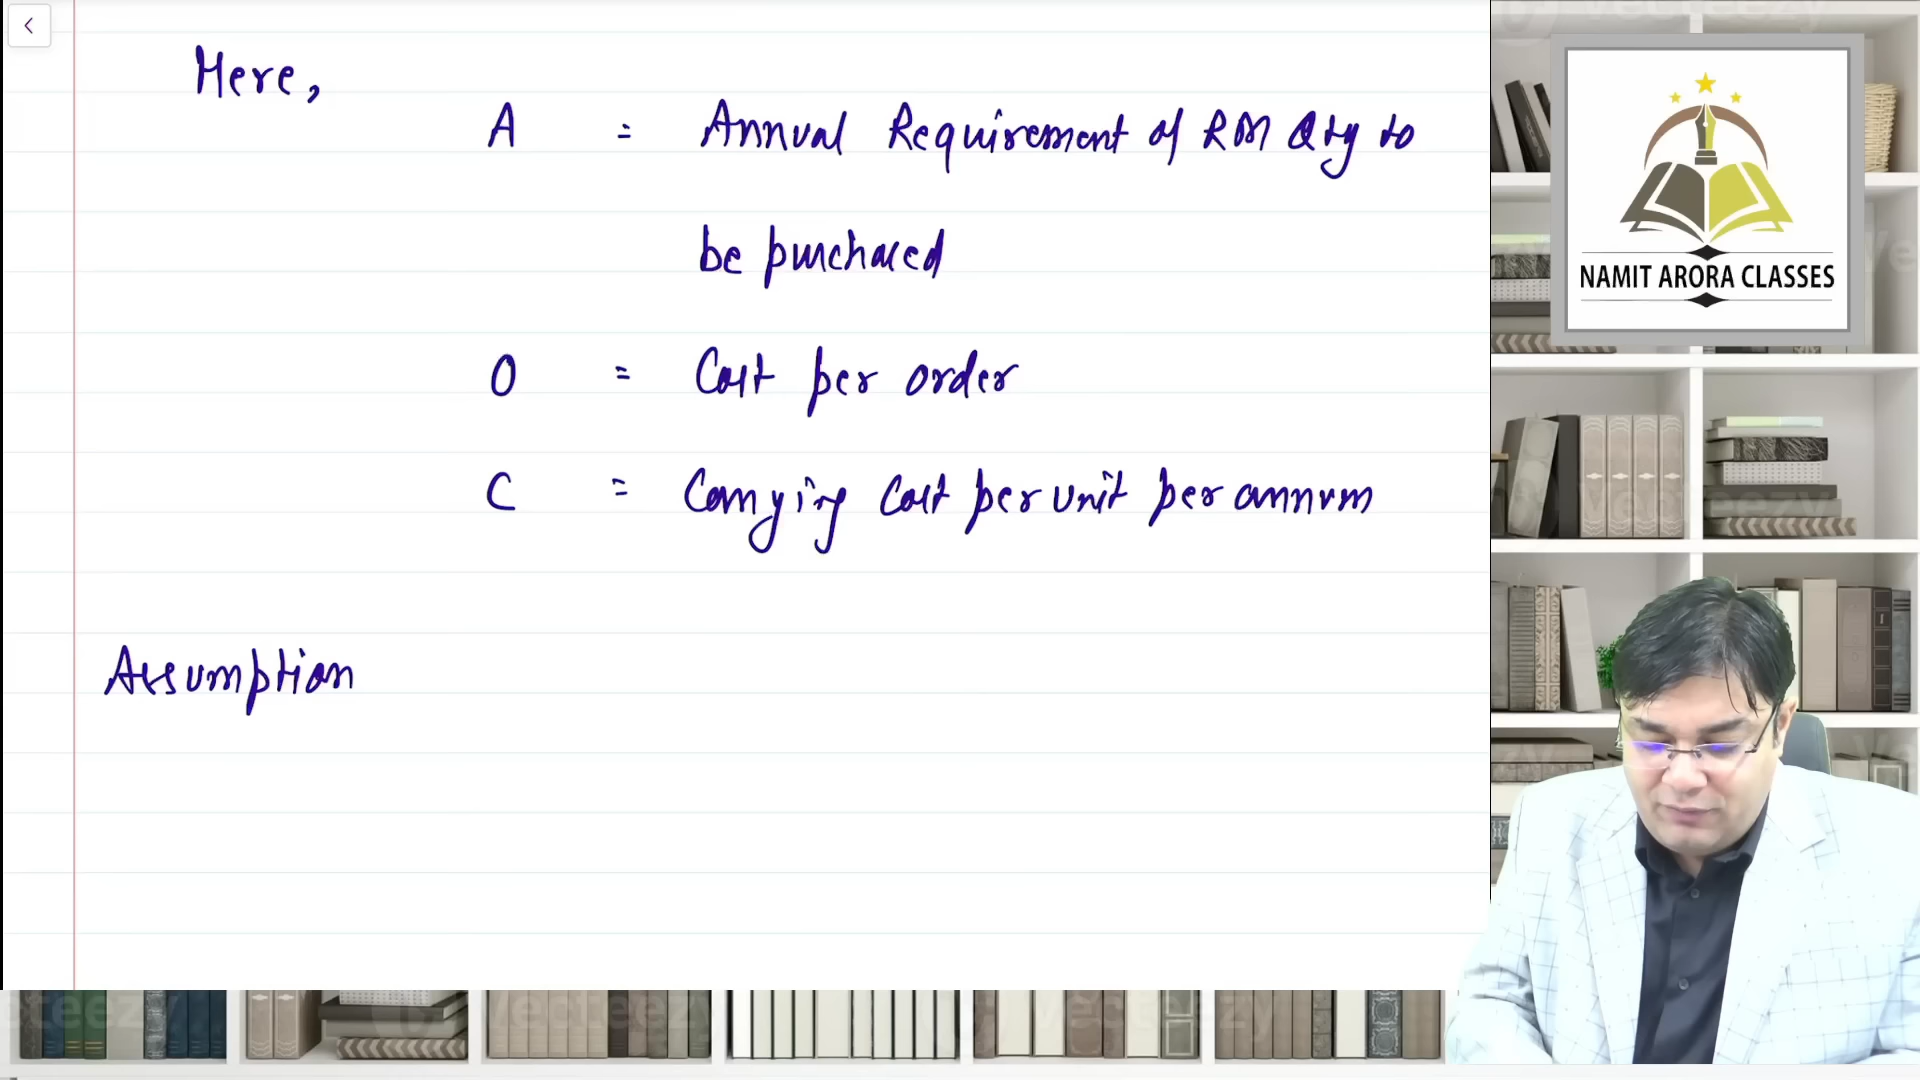 Here,
A = Annual Requirement of RM Qty to
be purchased
O = Cost per order
C = Carrying Cost per unit per annum
Assumption
NAMIT ARORA CLASSES